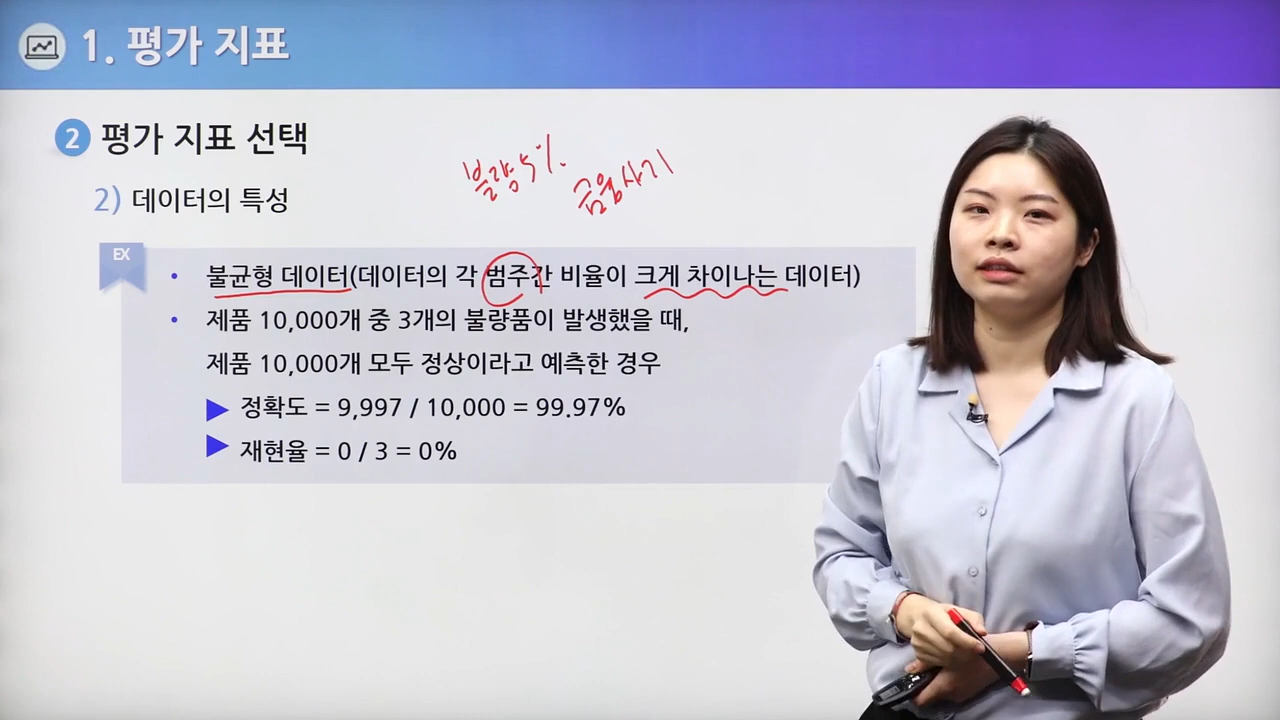 1. 평가 지표
2 평가 지표 선택
불량 5%
금융사기
2) 데이터의 특성
EX
• 불균형 데이터(데이터의 각 범주간 비율이 크게 차이나는 데이터)
• 제품 10,000개 중 3개의 불량품이 발생했을 때,
제품 10,000개 모두 정상이라고 예측한 경우
▶ 정확도 = 9,997 / 10,000 = 99.97%
▶ 재현율 = 0 / 3 = 0%